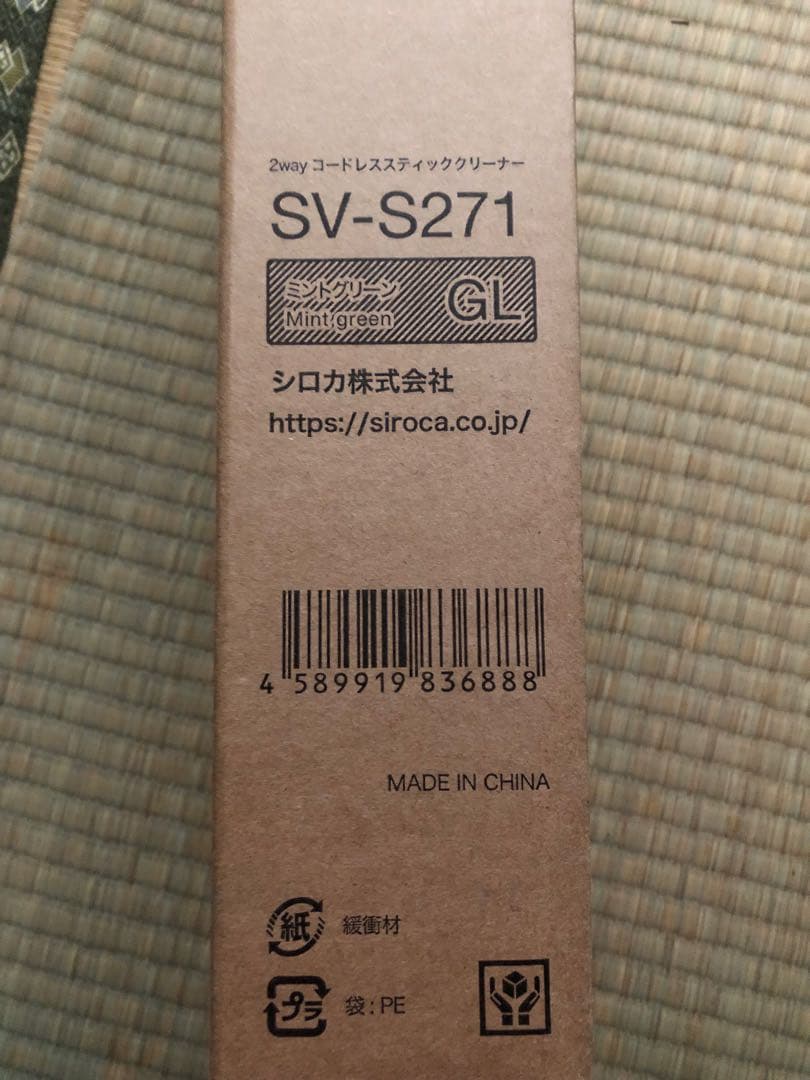 2way コードレススティッククリーナー
SV-S271
ミントグリーン
Mint green
GL
シロカ株式会社
https://siroca.co.jp/
4 589919 836888
MADE IN CHINA
紙 緩衝材
プラ 袋:PE